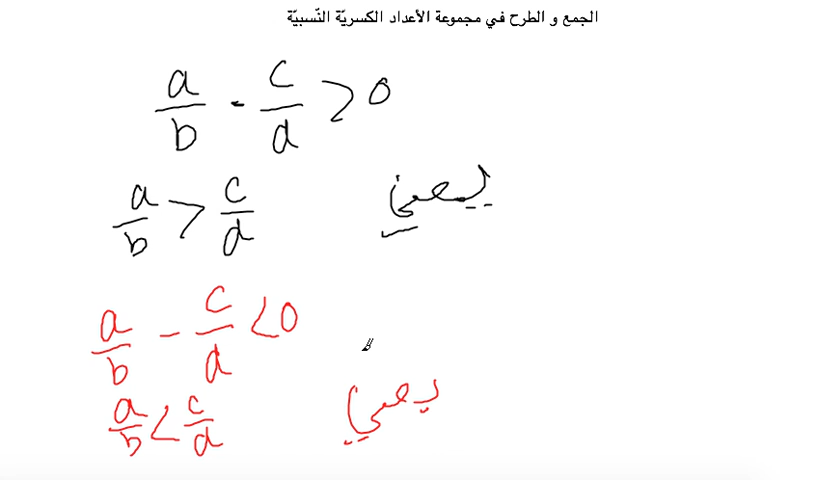 الجمع و الطرح في مجموعة الأعداد الكسريّة النّسبيّة
a/b - c/d > 0
a/b > c/d يعني
a/b - c/d < 0
a/b < c/d يعني